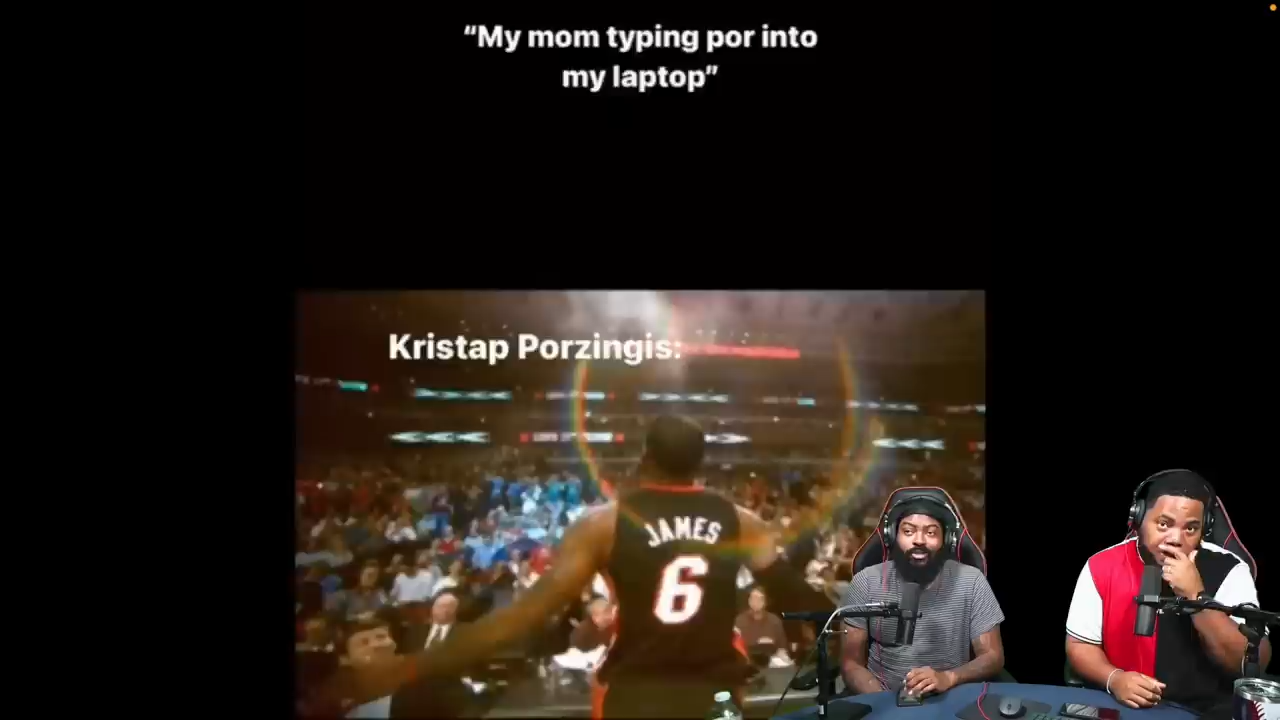 “My mom typing por into
my laptop”
Kristap Porzingis:
JAMES
6